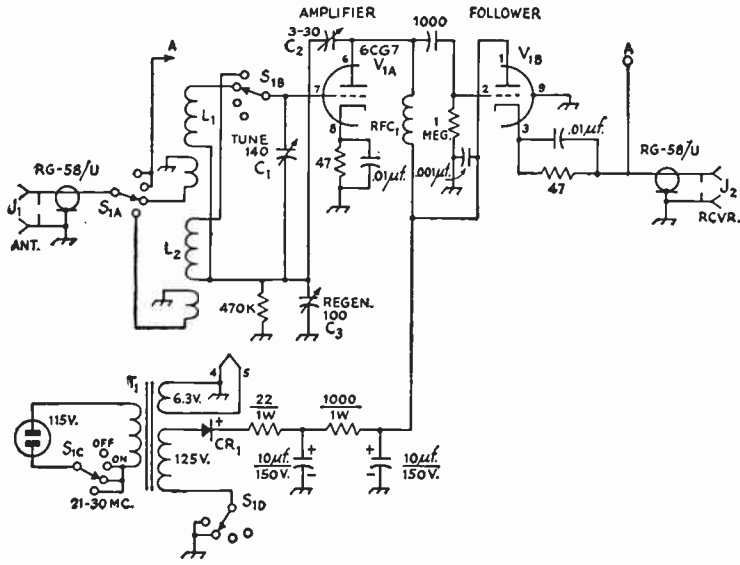 AMPLIFIER
FOLLOWER
3-30
C2
1000
6CG7
V1A
V1B
A
A
S1B
6
7
8
1
2
3
9
L1
TUNE
140
C1
RFC1
1
MEG.
47
.01µf.
.001µf.
.01µf.
47
RG-58/U
RG-58/U
J1
ANT.
S1A
J2
RCVR.
L2
470K
REGEN.
100
C3
T1
4
5
6.3V.
115V.
S1C
OFF
ON
21-30 MC.
125V.
+
CR1
22
1W
1000
1W
+
10µf.
150V.
-
+
10µf.
150V.
-
S1D